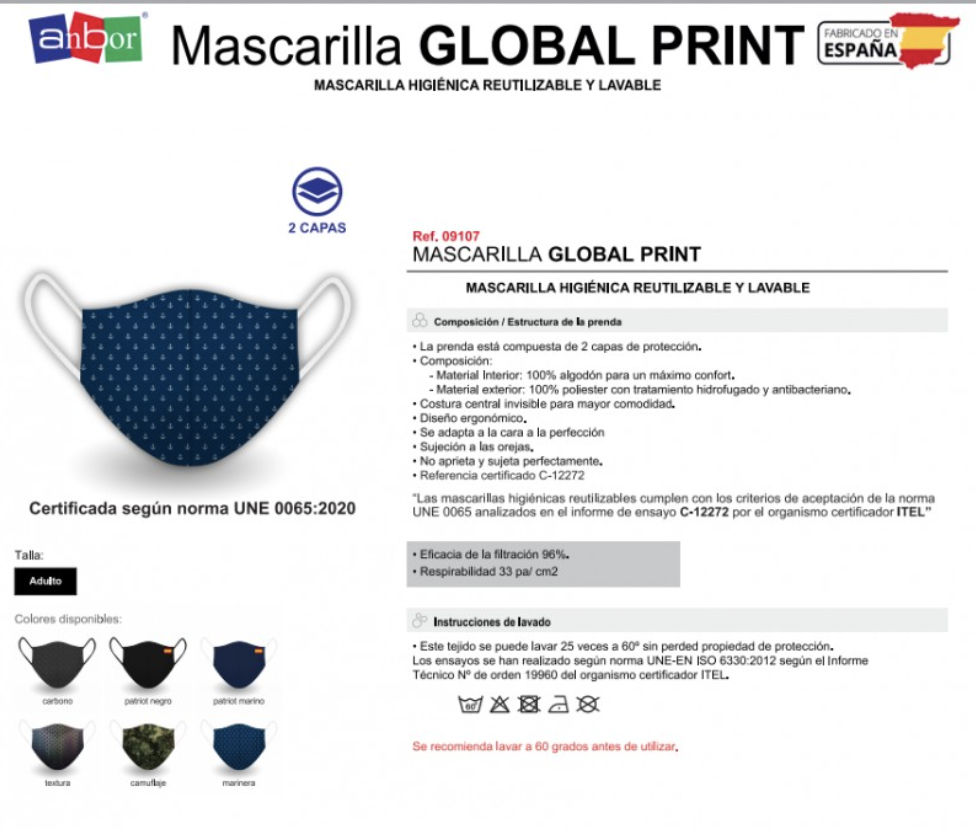 anbor®
Mascarilla GLOBAL PRINT
FABRICADO EN
ESPAÑA
MASCARILLA HIGIÉNICA REUTILIZABLE Y LAVABLE
2 CAPAS
Certificada según norma UNE 0065:2020
Talla:
Adulto
Colores disponibles:
carbono
patriot negro
patriot marino
textura
camuflaje
marinera
Ref. 09107
MASCARILLA GLOBAL PRINT
MASCARILLA HIGIÉNICA REUTILIZABLE Y LAVABLE
Composición / Estructura de la prenda
• La prenda está compuesta de 2 capas de protección.
• Composición:
- Material Interior: 100% algodón para un máximo confort.
- Material exterior: 100% poliester con tratamiento hidrofugado y antibacteriano.
• Costura central invisible para mayor comodidad.
• Diseño ergonómico.
• Se adapta a la cara a la perfección
• Sujeción a las orejas.
• No aprieta y sujeta perfectamente.
• Referencia certificado C-12272
"Las mascarillas higiénicas reutilizables cumplen con los criterios de aceptación de la norma
UNE 0065 analizados en el informe de ensayo C-12272 por el organismo certificador ITEL”
• Eficacia de la filtración 96%.
• Respirabilidad 33 pa/ cm2
Instrucciones de lavado
• Este tejido se puede lavar 25 veces a 60º sin perded propiedad de protección.
Los ensayos se han realizado según norma UNE-EN ISO 6330:2012 según el Informe
Técnico Nº de orden 19960 del organismo certificador ITEL.
60°
Se recomienda lavar a 60 grados antes de utilizar.